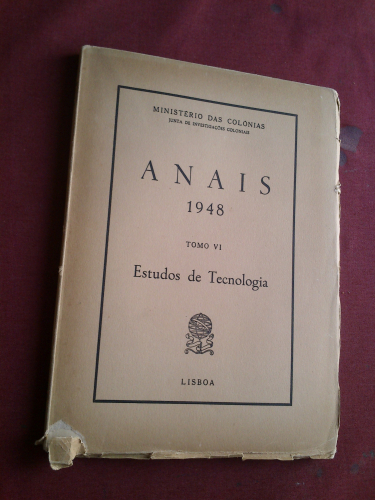 MINISTÉRIO DAS COLÓNIAS
JUNTA DE INVESTIGAÇÕES COLONIAIS
ANAIS
1948
TOMO VI
Estudos de Tecnologia
LISBOA